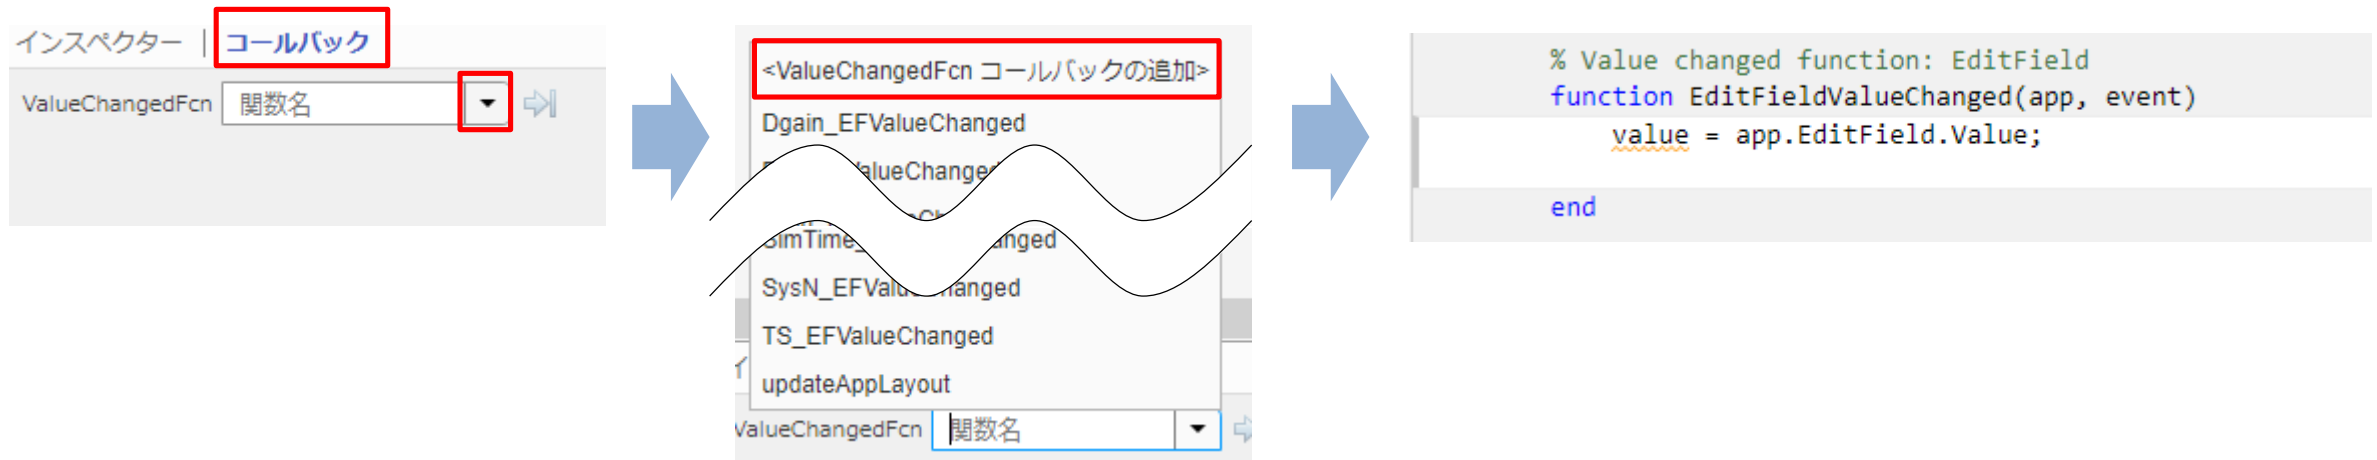 インスペクター | コールバック
ValueChangedFcn 関数名
<ValueChangedFcn コールバックの追加>
Dgain_EFValueChanged
SysN_EFValueChanged
TS_EFValueChanged
updateAppLayout
ValueChangedFcn 関数名
% Value changed function: EditField
function EditFieldValueChanged(app, event)
value = app.EditField.Value;
end